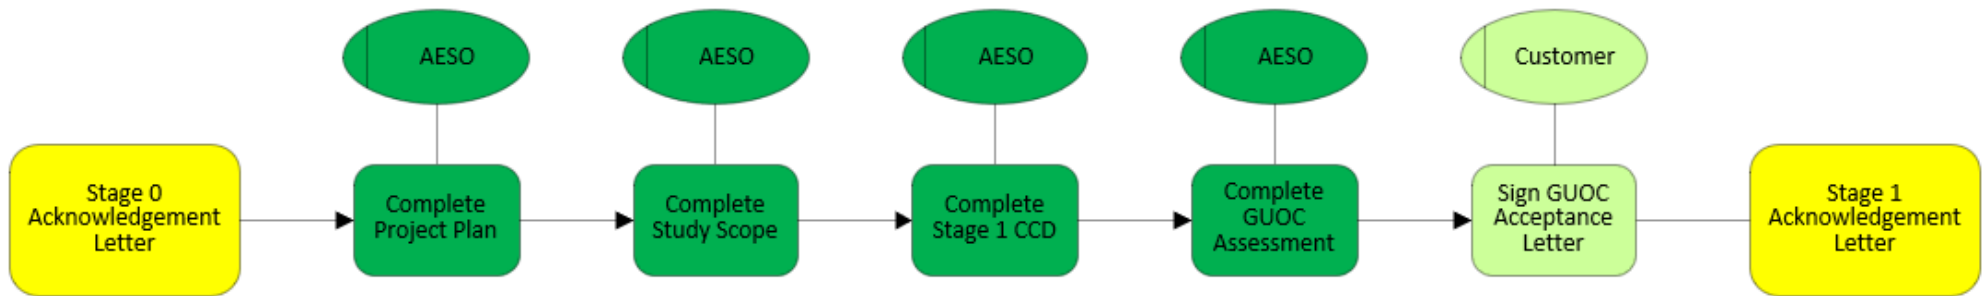 AESO
AESO
AESO
AESO
Customer
Stage 0
Acknowledgement
Letter
Complete
Project Plan
Complete
Study Scope
Complete
Stage 1 CCD
Complete
GUOC
Assessment
Sign GUOC
Acceptance
Letter
Stage 1
Acknowledgement
Letter